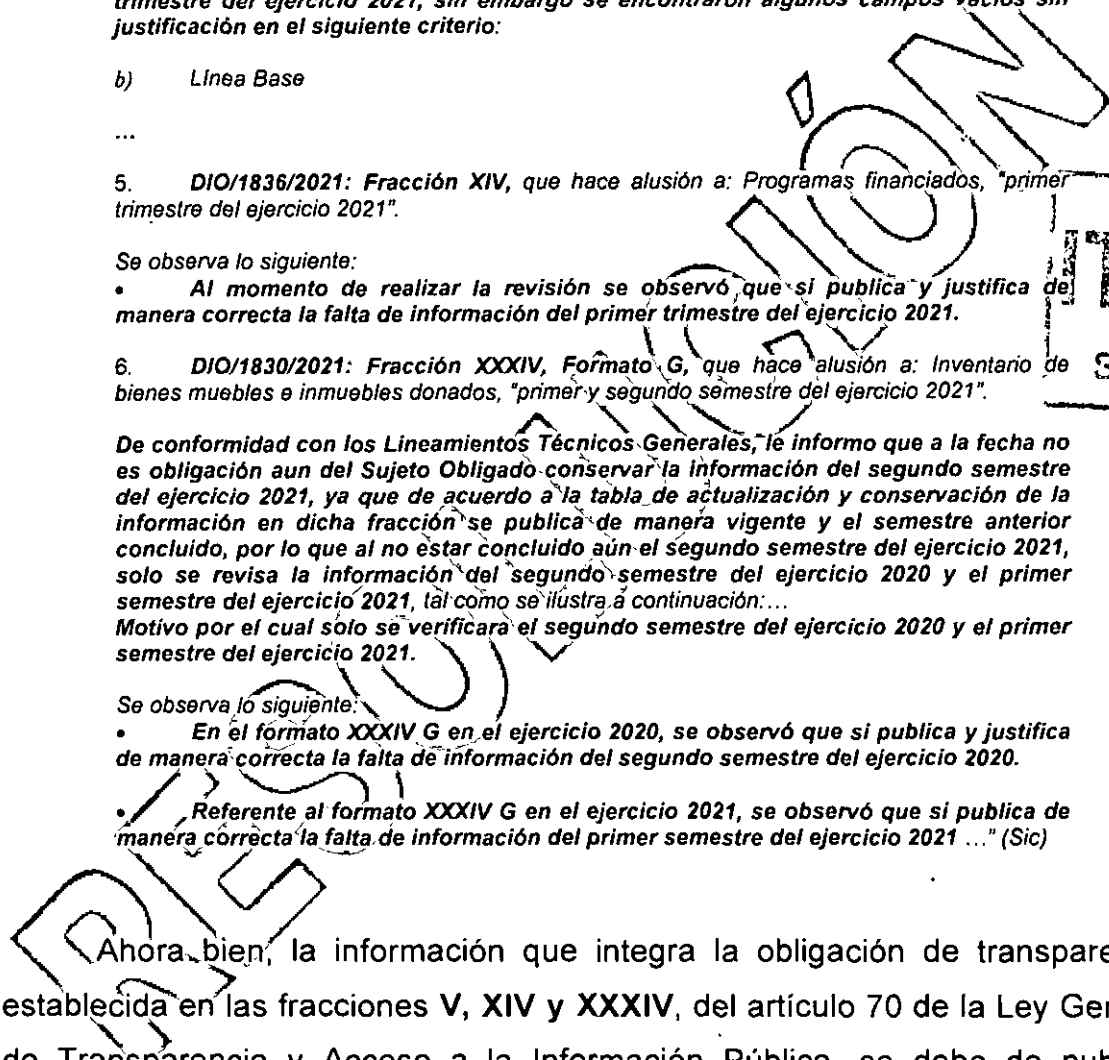 trimestre del ejercicio 2021, sin embargo se encontraron algunos campos vacíos sin
justificación en el siguiente criterio:
b) Línea Base
...
5. DIO/1836/2021: Fracción XIV, que hace alusión a: Programas financiados, "primer
trimestre del ejercicio 2021".
Se observa lo siguiente:
• Al momento de realizar la revisión se observó que si publica y justifica de
manera correcta la falta de información del primer trimestre del ejercicio 2021.
6. DIO/1830/2021: Fracción XXXIV, Formato G, que hace alusión a: Inventario de
bienes muebles e inmuebles donados, "primer y segundo semestre del ejercicio 2021".
De conformidad con los Lineamientos Técnicos Generales, le informo que a la fecha no
es obligación aun del Sujeto Obligado conservar la información del segundo semestre
del ejercicio 2021, ya que de acuerdo a la tabla de actualización y conservación de la
información en dicha fracción se publica de manera vigente y el semestre anterior
concluido, por lo que al no estar concluido aún el segundo semestre del ejercicio 2021,
solo se revisa la información del segundo semestre del ejercicio 2020 y el primer
semestre del ejercicio 2021, tal como se ilustra a continuación:...
Motivo por el cual solo se verificará el segundo semestre del ejercicio 2020 y el primer
semestre del ejercicio 2021.
Se observa lo siguiente:
• En el formato XXXIV G en el ejercicio 2020, se observó que si publica y justifica
de manera correcta la falta de información del segundo semestre del ejercicio 2020.
• Referente al formato XXXIV G en el ejercicio 2021, se observó que si publica de
manera correcta la falta de información del primer semestre del ejercicio 2021 ..." (Sic)
Ahora bien, la información que integra la obligación de transpare
establecida en las fracciones V, XIV y XXXIV, del artículo 70 de la Ley Gen
de Transparencia y Acceso a la Información Pública, se debe de pub
RESOLUCIÓN